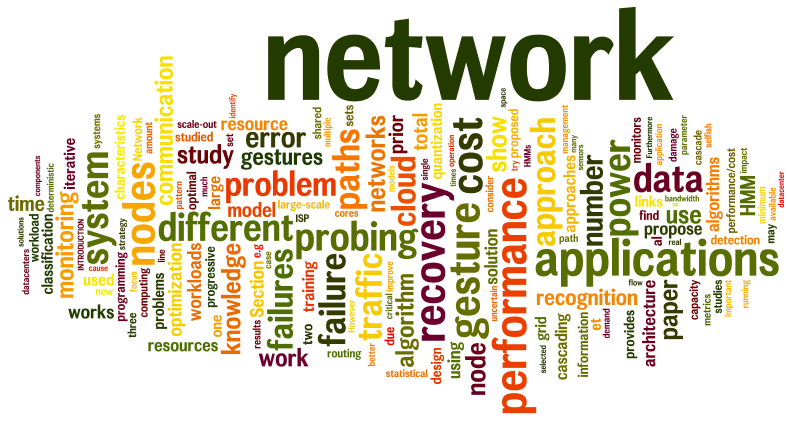 network
communication
characteristics
Network
amount
scale-out
studied
set
identify
resource
error
shared
multiple
sets
paths
networks
prior
total
quantization
cost
show
space
try
proposed
HMMs
approach
management
approaches
many
sensors
number
power
monitors
Furthermore
application
damage
parameter
cascade
selfish
data
links
bandwidth
find
use
propose
al
real
algorithms
performance/cost
HMM
impact
minimum
available
datacenter
may
detection
applications
components
deterministic
iterative
systems
system
time
solutions
workload
classification
datacenters
monitoring
INTRODUCTION
cause
used
new
works
programming
strategy
three
computing
focus
nodes
pattern
optimal
much
study
gestures
large
problem
model
large-scale
ISP
cores
models
cloud
single
times
operation
consider
different
line
problems
optimization
workloads
progressive
one
knowledge
resources
probing
e.g
case
Section
results
failures
work
two
training
failure
However
traffic
routing
better
due
critical
improve
statistical
algorithm
recovery
design
using
gesture
node
solution
uncertain
performance
path
recognition
selected
grid
cascading
information
et
demand
flow
provides
architecture
paper
capacity
metrics
studies
important
running